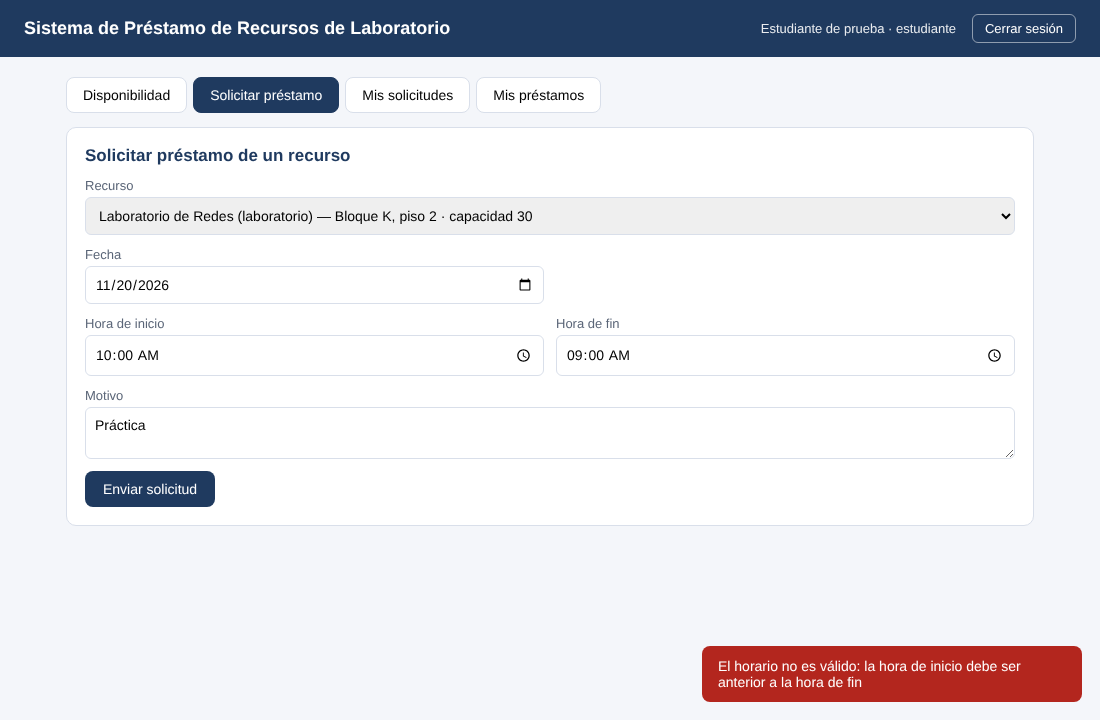 Sistema de Préstamo de Recursos de Laboratorio
Estudiante de prueba · estudiante
Cerrar sesión
Disponibilidad
Solicitar préstamo
Mis solicitudes
Mis préstamos
Solicitar préstamo de un recurso
Recurso
Laboratorio de Redes (laboratorio) — Bloque K, piso 2 · capacidad 30
Fecha
11/20/2026
Hora de inicio
Hora de fin
10:00 AM
09:00 AM
Motivo
Práctica
Enviar solicitud
El horario no es válido: la hora de inicio debe ser
anterior a la hora de fin